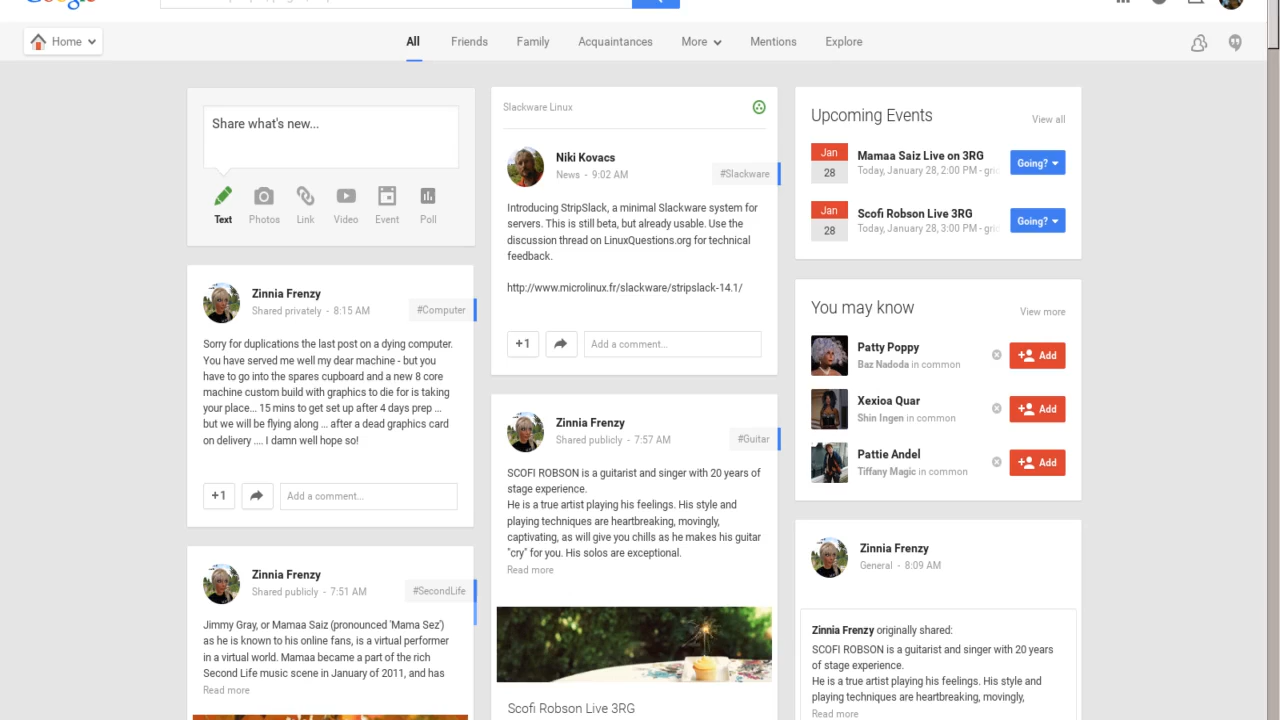 Home
All
Friends
Family
Acquaintances
More
Mentions
Explore
Share what's new...
Text
Photos
Link
Video
Event
Poll
Zinnia Frenzy
Shared privately - 8:15 AM
#Computer
Sorry for duplications the last post on a dying computer.
You have served me well my dear machine - but you
have to go into the spares cupboard and a new 8 core
machine custom build with graphics to die for is taking
your place... 15 mins to get set up after 4 days prep ...
but we will be flying along ... after a dead graphics card
on delivery .... I damn well hope so!
+1
Add a comment...
Zinnia Frenzy
Shared publicly - 7:51 AM
#SecondLife
Jimmy Gray, or Mamaa Saiz (pronounced 'Mama Sez')
as he is known to his online fans, is a virtual performer
in a virtual world. Mamaa became a part of the rich
Second Life music scene in January of 2011, and has
Read more
Slackware Linux
Niki Kovacs
News - 9:02 AM
#Slackware
Introducing StripSlack, a minimal Slackware system for
servers. This is still beta, but already usable. Use the
discussion thread on LinuxQuestions.org for technical
feedback.
http://www.microlinux.fr/slackware/stripslack-14.1/
+1
Add a comment...
Zinnia Frenzy
Shared publicly - 7:57 AM
#Guitar
SCOFI ROBSON is a guitarist and singer with 20 years of
stage experience.
He is a true artist playing his feelings. His style and
playing techniques are heartbreaking, movingly,
captivating, as will give you chills as he makes his guitar
"cry" for you. His solos are exceptional.
Read more
Scofi Robson Live 3RG
Upcoming Events
View all
Jan
28
Mamaa Saiz Live on 3RG
Today, January 28, 2:00 PM - grid
Going?
Jan
28
Scofi Robson Live 3RG
Today, January 28, 3:00 PM - grid
Going?
You may know
View more
Patty Poppy
Baz Nadoda in common
Add
Xexioa Quar
Shin Ingen in common
Add
Pattie Andel
Tiffany Magic in common
Add
Zinnia Frenzy
General - 8:09 AM
Zinnia Frenzy originally shared:
SCOFI ROBSON is a guitarist and singer with 20 years
of stage experience.
He is a true artist playing his feelings. His style and
playing techniques are heartbreaking, movingly,
Read more